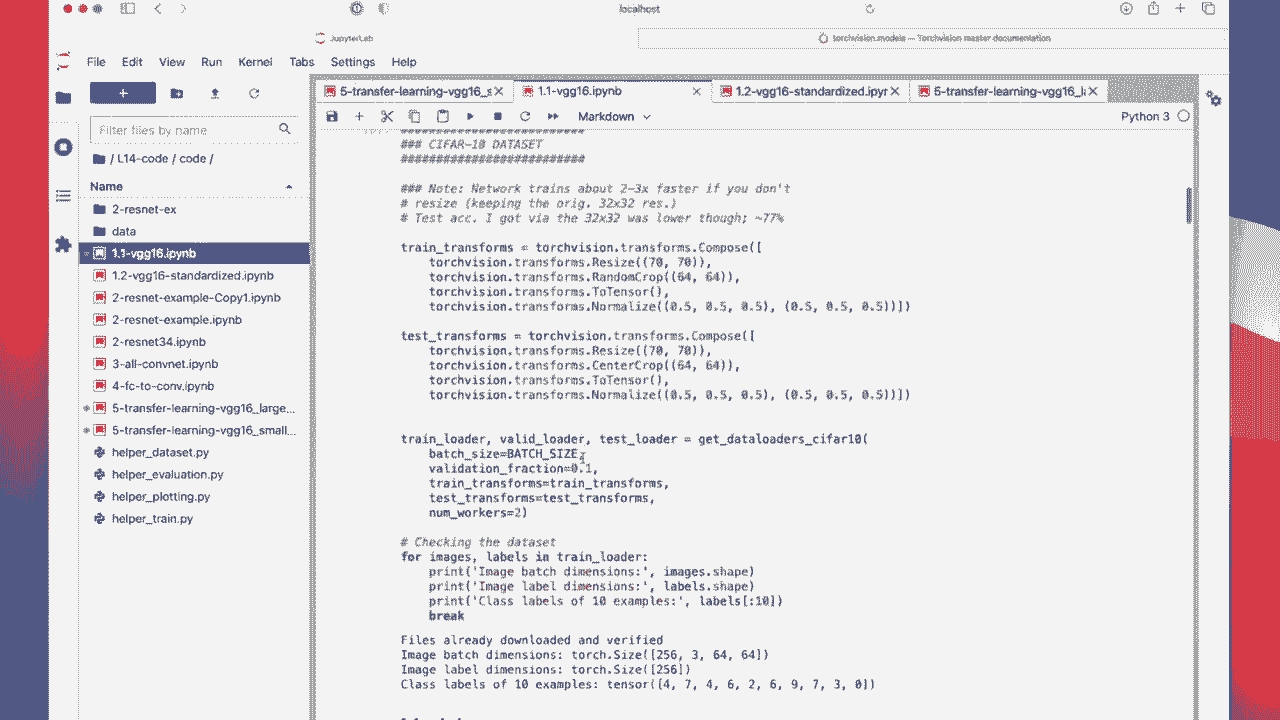 localhost
JupyterLab
torchvision.models — Torchvision master documentation
File Edit View Run Kernel Tabs Settings Help
5-transfer-learning-vgg16_s
1.1-vgg16.ipynb
1.2-vgg16-standardized.ipyr
5-transfer-learning-vgg16_l
Markdown
Python 3
Filter files by name
/ L14-code / code /
Name
2-resnet-ex
data
1.1-vgg16.ipynb
1.2-vgg16-standardized.ipynb
2-resnet-example-Copy1.ipynb
2-resnet-example.ipynb
2-resnet34.ipynb
3-all-convnet.ipynb
4-fc-to-conv.ipynb
5-transfer-learning-vgg16_large...
5-transfer-learning-vgg16_small...
helper_dataset.py
helper_evaluation.py
helper_plotting.py
helper_train.py
##########################
### CIFAR-10 DATASET
##########################
### Note: Network trains about 2-3x faster if you don't
# resize (keeping the orig. 32x32 res.)
# Test acc. I got via the 32x32 was lower though; ~77%
train_transforms = torchvision.transforms.Compose([
torchvision.transforms.Resize((70, 70)),
torchvision.transforms.RandomCrop((64, 64)),
torchvision.transforms.ToTensor(),
torchvision.transforms.Normalize((0.5, 0.5, 0.5), (0.5, 0.5, 0.5))])
test_transforms = torchvision.transforms.Compose([
torchvision.transforms.Resize((70, 70)),
torchvision.transforms.CenterCrop((64, 64)),
torchvision.transforms.ToTensor(),
torchvision.transforms.Normalize((0.5, 0.5, 0.5), (0.5, 0.5, 0.5))])
train_loader, valid_loader, test_loader = get_dataloaders_cifar10(
batch_size=BATCH_SIZE,
validation_fraction=0.1,
train_transforms=train_transforms,
test_transforms=test_transforms,
num_workers=2)
# Checking the dataset
for images, labels in train_loader:
print('Image batch dimensions:', images.shape)
print('Image label dimensions:', labels.shape)
print('Class labels of 10 examples:', labels[:10])
break
Files already downloaded and verified
Image batch dimensions: torch.Size([256, 3, 64, 64])
Image label dimensions: torch.Size([256])
Class labels of 10 examples: tensor([4, 7, 4, 6, 2, 6, 9, 7, 3, 0])